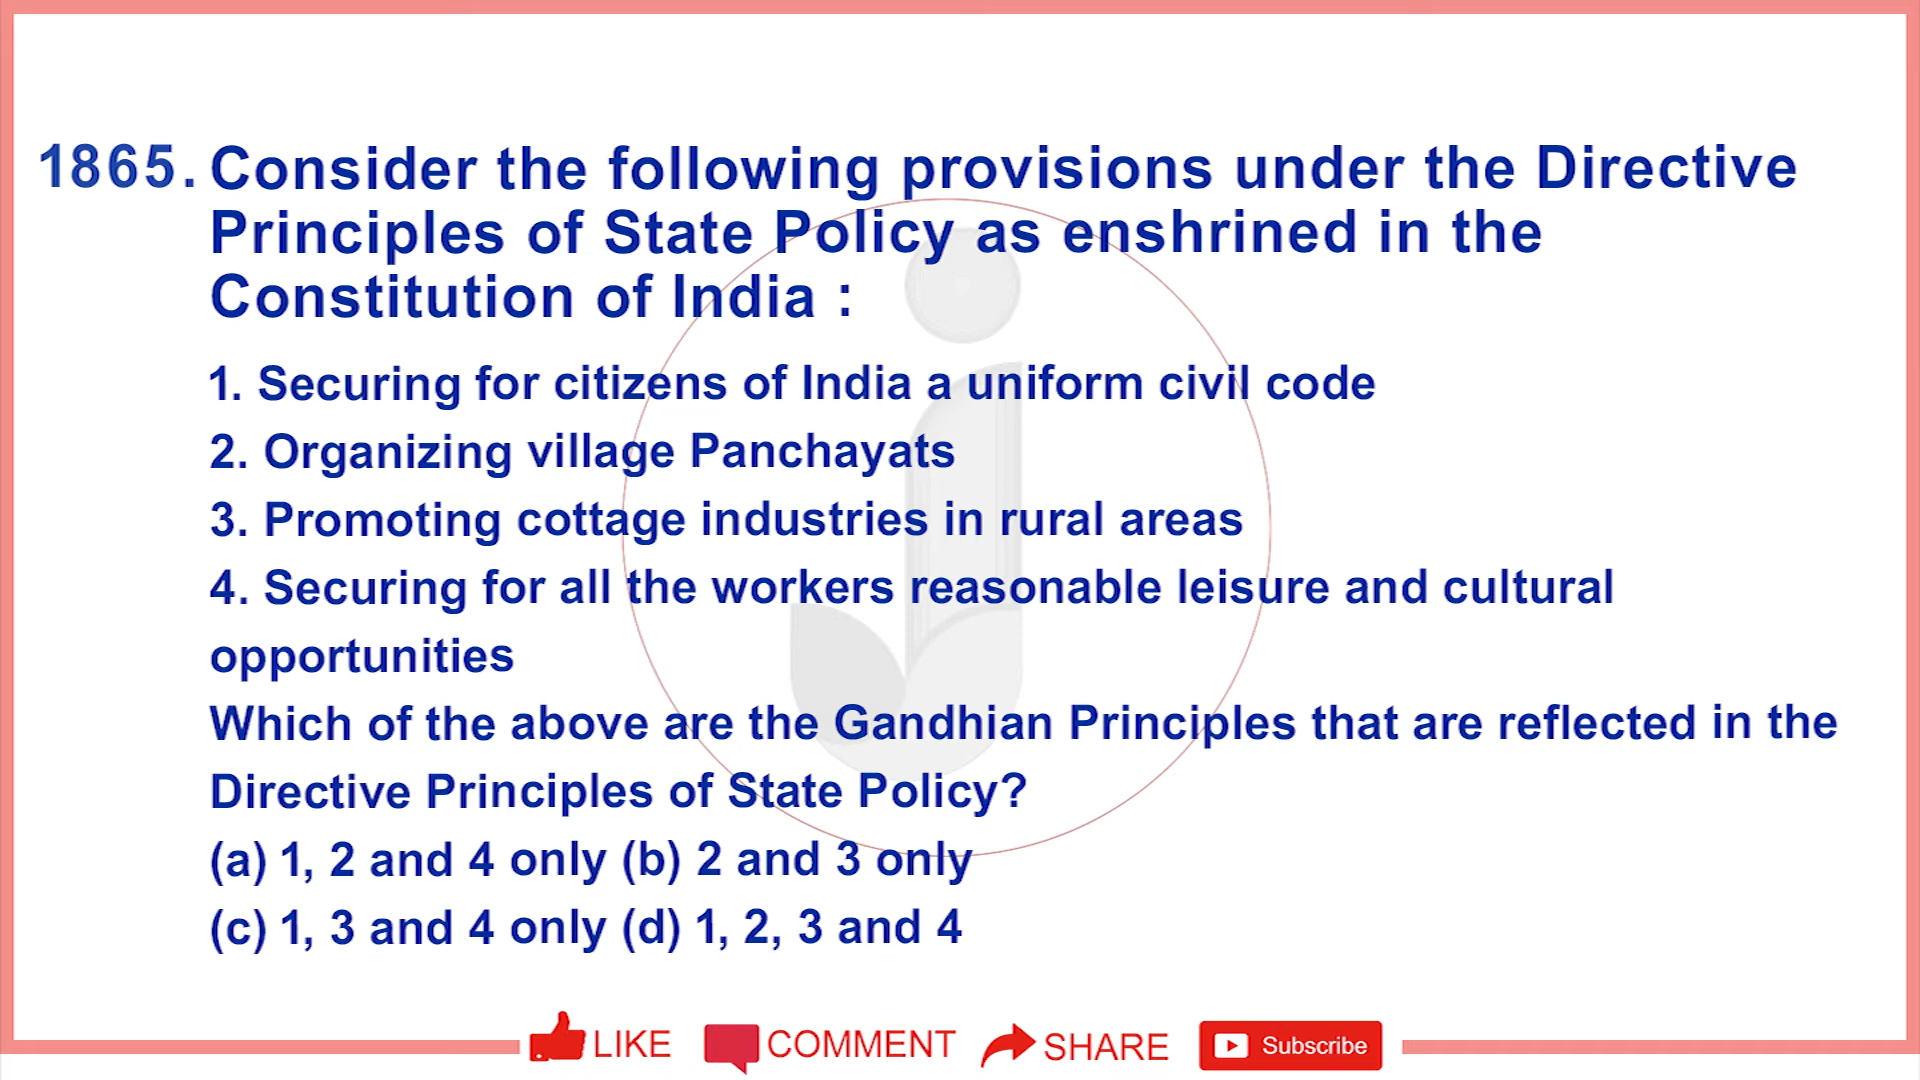 1865. Consider the following provisions under the Directive
Principles of State Policy as enshrined in the
Constitution of India :
1. Securing for citizens of India a uniform civil code
2. Organizing village Panchayats
3. Promoting cottage industries in rural areas
4. Securing for all the workers reasonable leisure and cultural
opportunities
Which of the above are the Gandhian Principles that are reflected in the
Directive Principles of State Policy?
(a) 1, 2 and 4 only (b) 2 and 3 only
(c) 1, 3 and 4 only (d) 1, 2, 3 and 4
LIKE COMMENT SHARE Subscribe